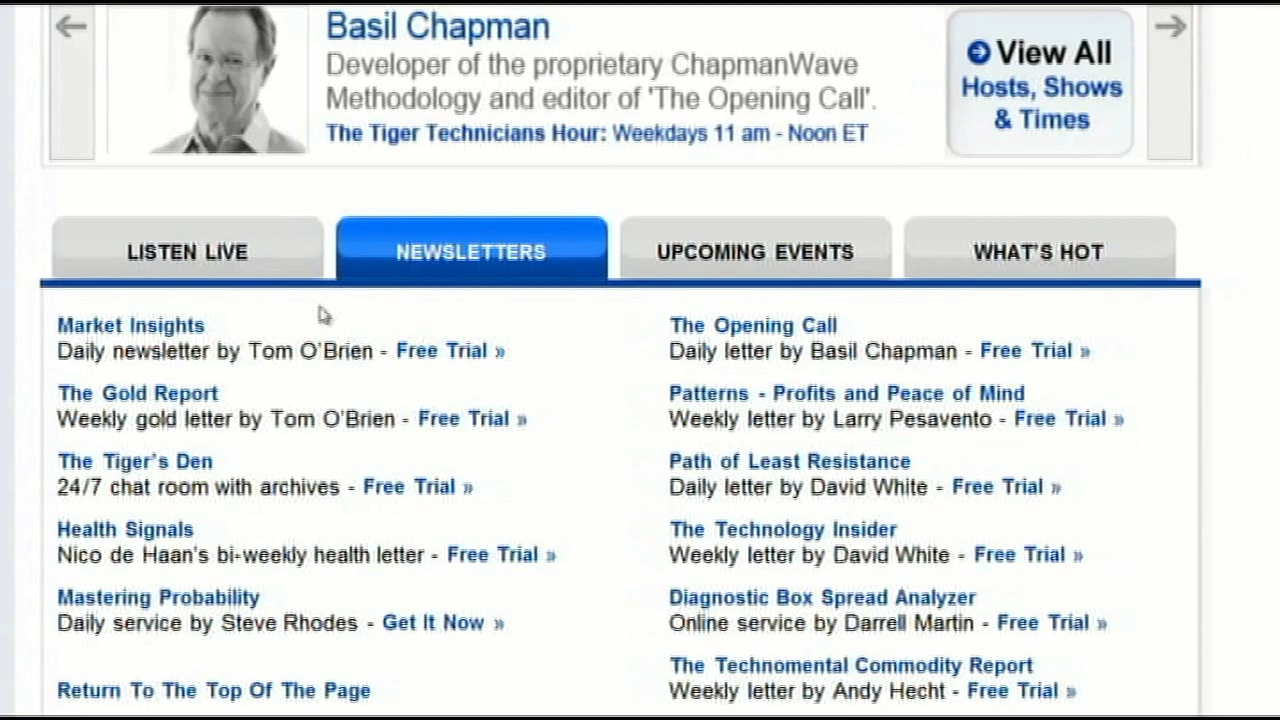 Basil Chapman
Developer of the proprietary ChapmanWave
Methodology and editor of 'The Opening Call'.
The Tiger Technicians Hour: Weekdays 11 am - Noon ET
View All
Hosts, Shows
& Times
LISTEN LIVE
NEWSLETTERS
UPCOMING EVENTS
WHAT'S HOT
Market Insights
Daily newsletter by Tom O'Brien - Free Trial »
The Gold Report
Weekly gold letter by Tom O'Brien - Free Trial »
The Tiger's Den
24/7 chat room with archives - Free Trial »
Health Signals
Nico de Haan's bi-weekly health letter - Free Trial »
Mastering Probability
Daily service by Steve Rhodes - Get It Now »
Return To The Top Of The Page
The Opening Call
Daily letter by Basil Chapman - Free Trial »
Patterns - Profits and Peace of Mind
Weekly letter by Larry Pesavento - Free Trial »
Path of Least Resistance
Daily letter by David White - Free Trial »
The Technology Insider
Weekly letter by David White - Free Trial »
Diagnostic Box Spread Analyzer
Online service by Darrell Martin - Free Trial »
The Technomental Commodity Report
Weekly letter by Andy Hecht - Free Trial »